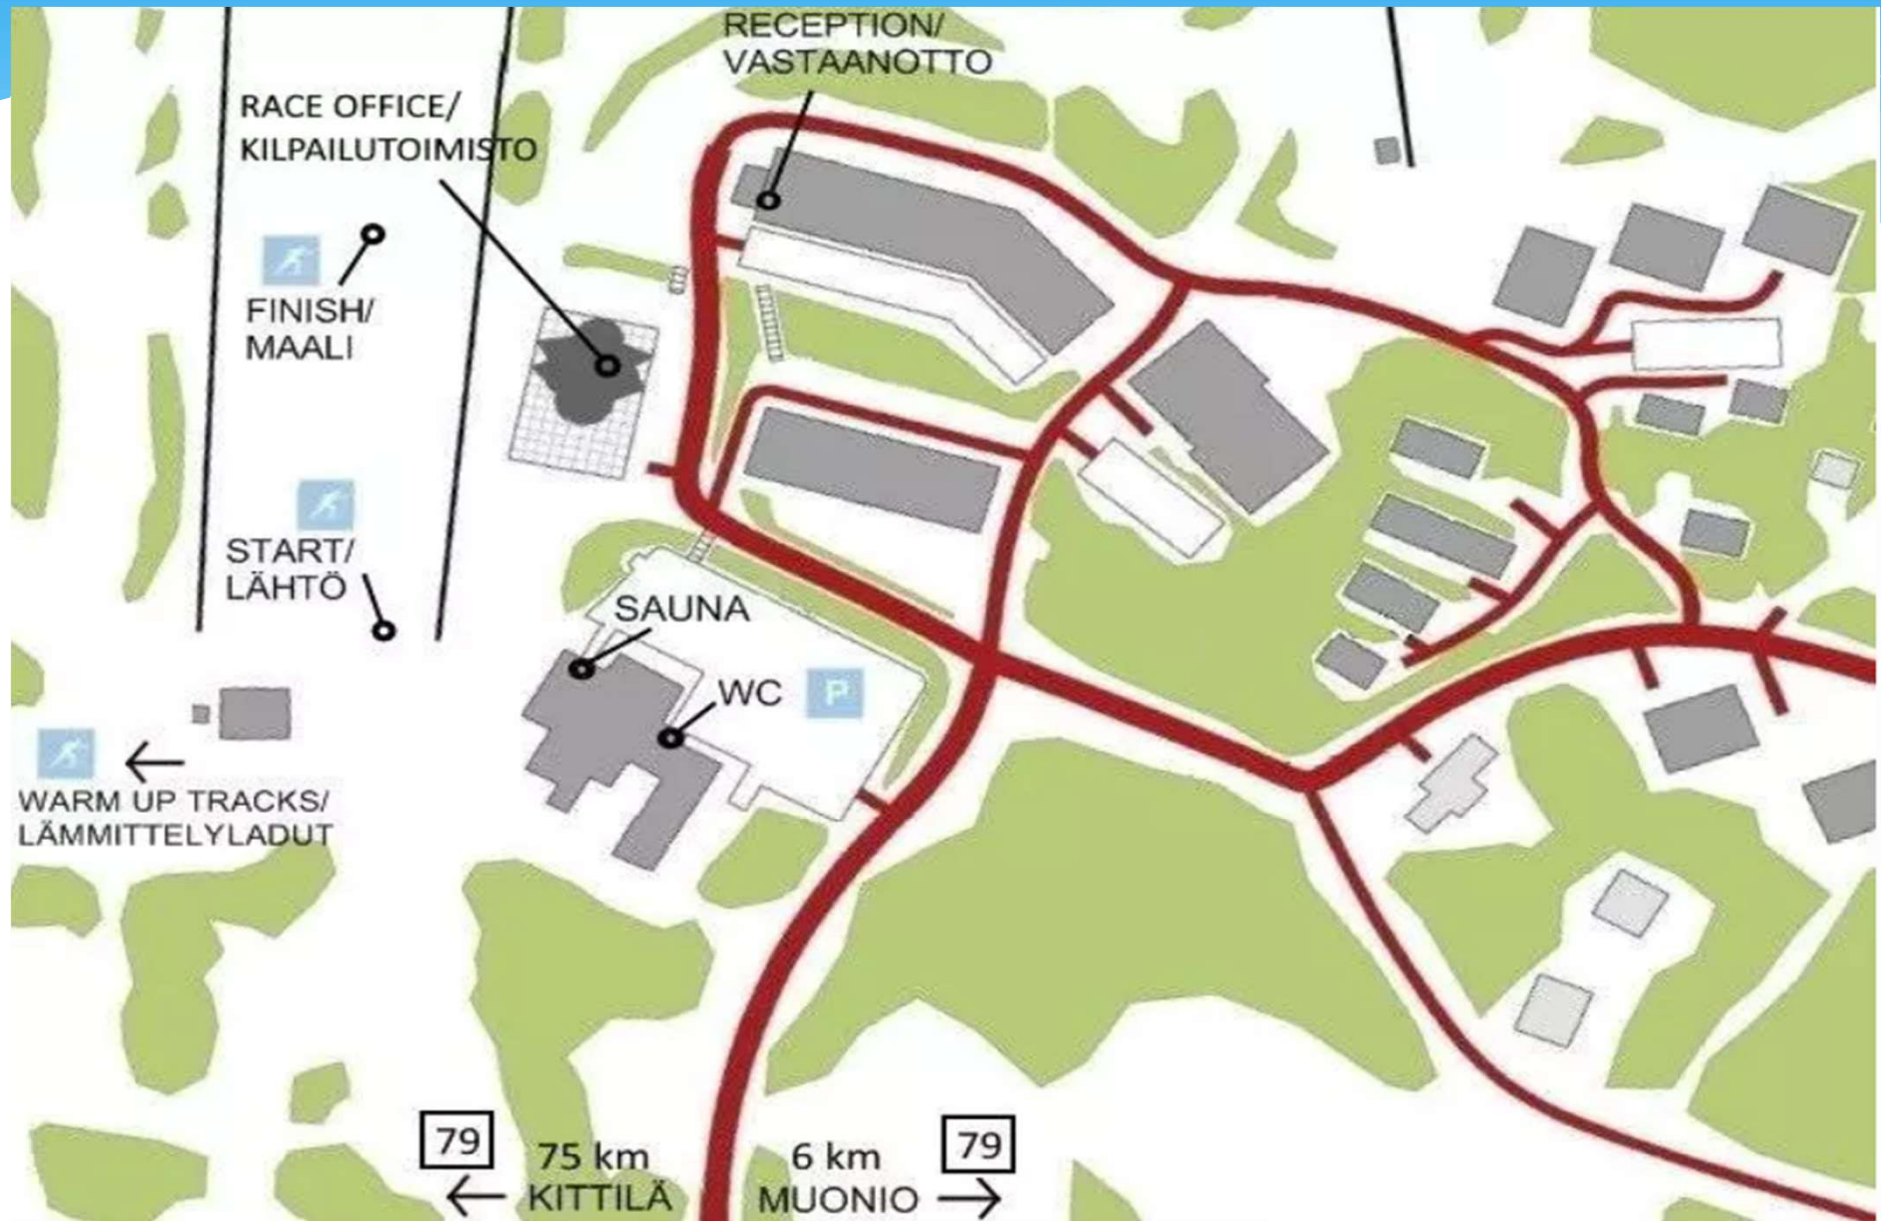 RECEPTION/
VASTAANOTTO
RACE OFFICE/
KILPAILUTOIMISTO
FINISH/
MAALI
START/
LÄHTÖ
SAUNA
WC
P
WARM UP TRACKS/
LÄMMITTELYLADUT
79
75 km
KITTILÄ
6 km
MUONIO
79